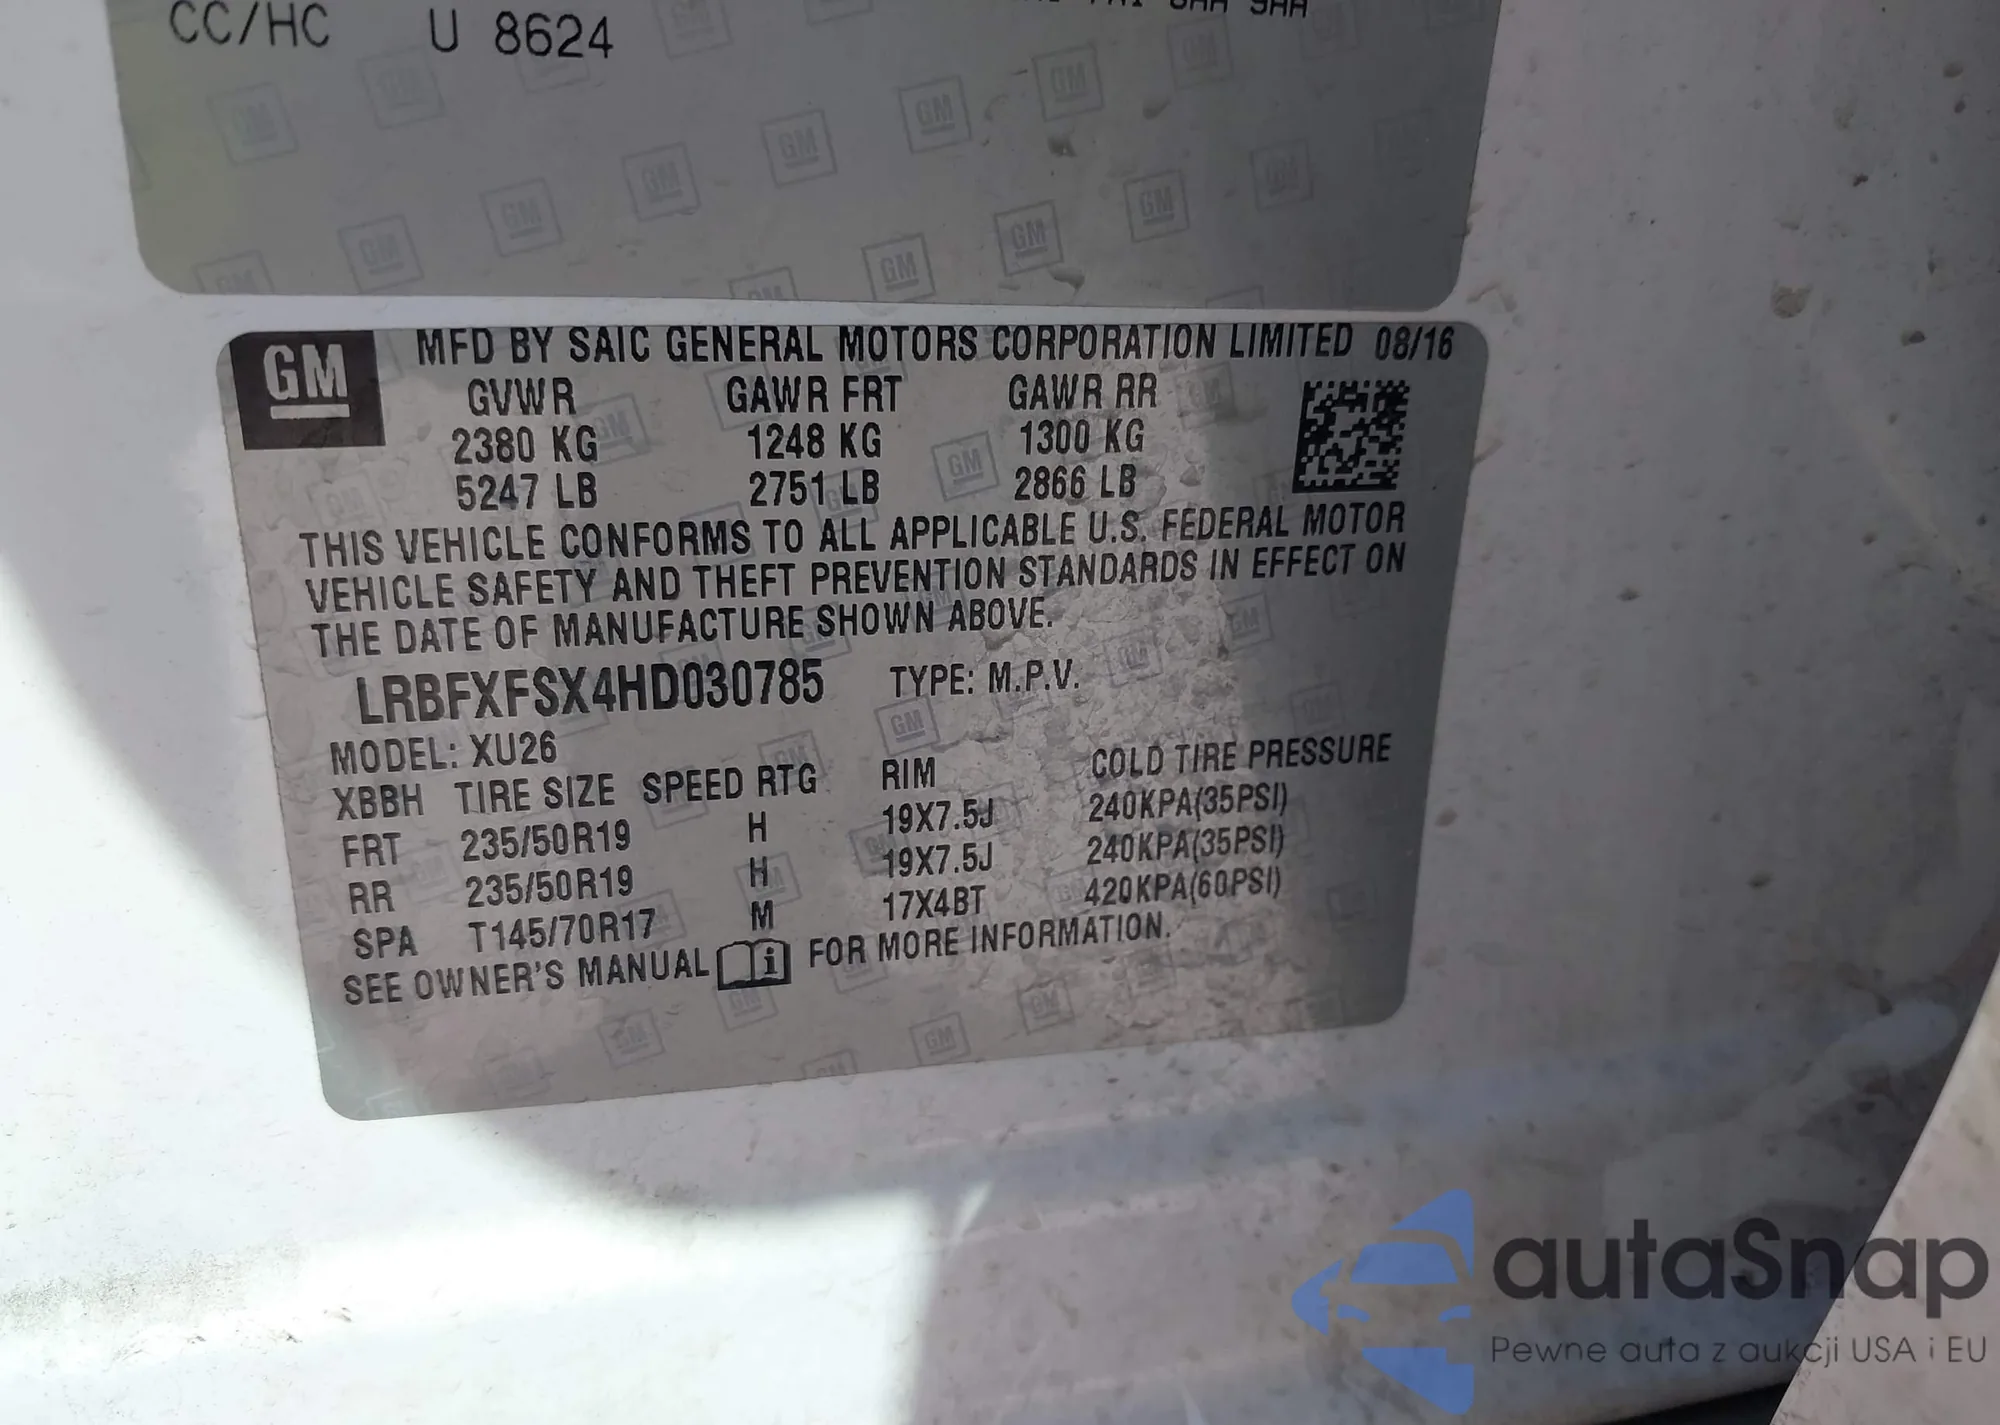 CC/HC U 8624
GM MFD BY SAIC GENERAL MOTORS CORPORATION LIMITED 08/16
GVWR GAWR FRT GAWR RR
2380 KG 1248 KG 1300 KG
5247 LB 2751 LB 2866 LB
THIS VEHICLE CONFORMS TO ALL APPLICABLE U.S. FEDERAL MOTOR
VEHICLE SAFETY AND THEFT PREVENTION STANDARDS IN EFFECT ON
THE DATE OF MANUFACTURE SHOWN ABOVE.
LRBFXFSX4HD030785 TYPE: M.P.V.
MODEL: XU26
XBBH TIRE SIZE SPEED RTG RIM COLD TIRE PRESSURE
FRT 235/50R19 H 19X7.5J 240KPA(35PSI)
RR 235/50R19 H 19X7.5J 240KPA(35PSI)
SPA T145/70R17 M 17X4BT 420KPA(60PSI)
SEE OWNER'S MANUAL i FOR MORE INFORMATION.
autaSnap
Pewne auta z aukcji USA i EU